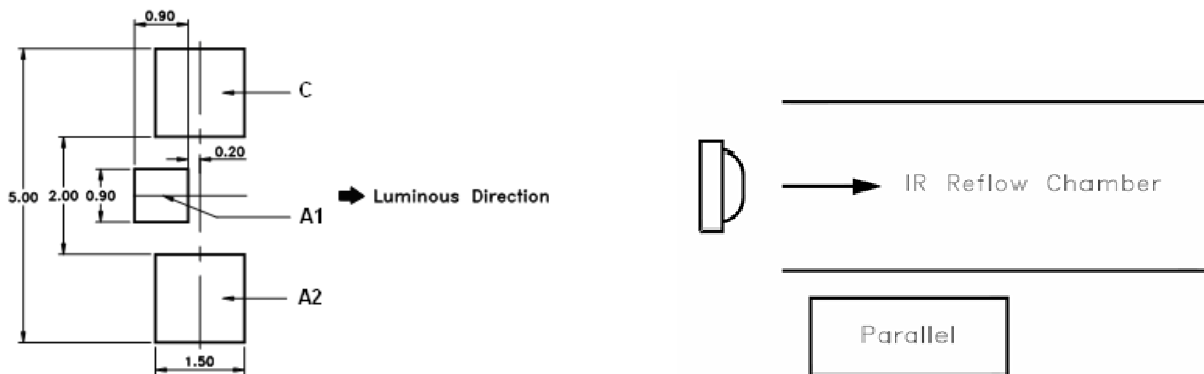 0.90
C
0.20
5.00
2.00
0.90
Luminous Direction
A1
A2
1.50
IR Reflow Chamber
Parallel